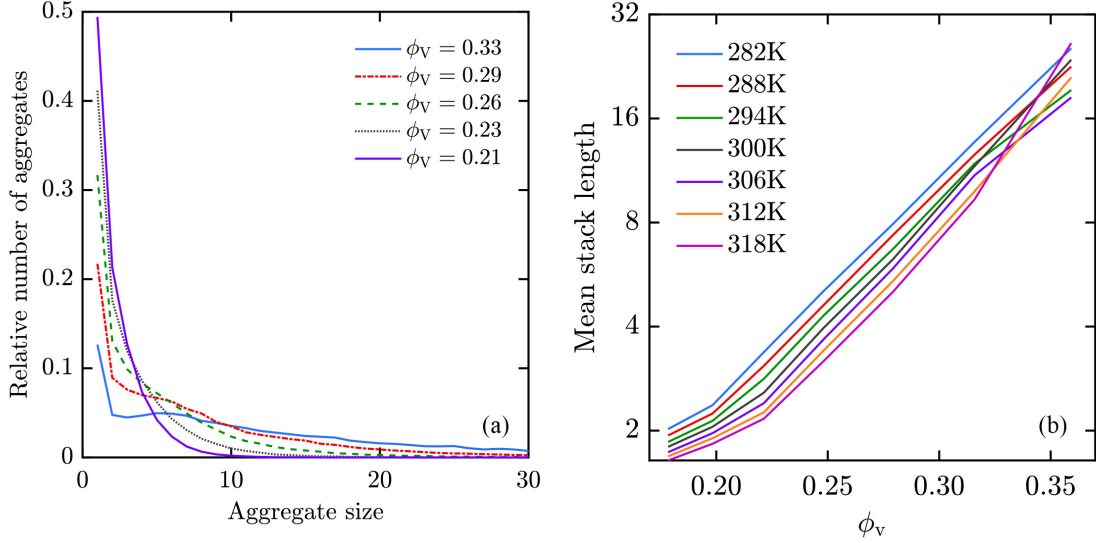 0.5
0.4
0.3
0.2
0.1
0
0
10
20
30
Relative number of aggregates
Aggregate size
ϕV = 0.33
ϕV = 0.29
ϕV = 0.26
ϕV = 0.23
ϕV = 0.21
(a)
32
16
8
4
2
0.20
0.25
0.30
0.35
Mean stack length
ϕv
282K
288K
294K
300K
306K
312K
318K
(b)